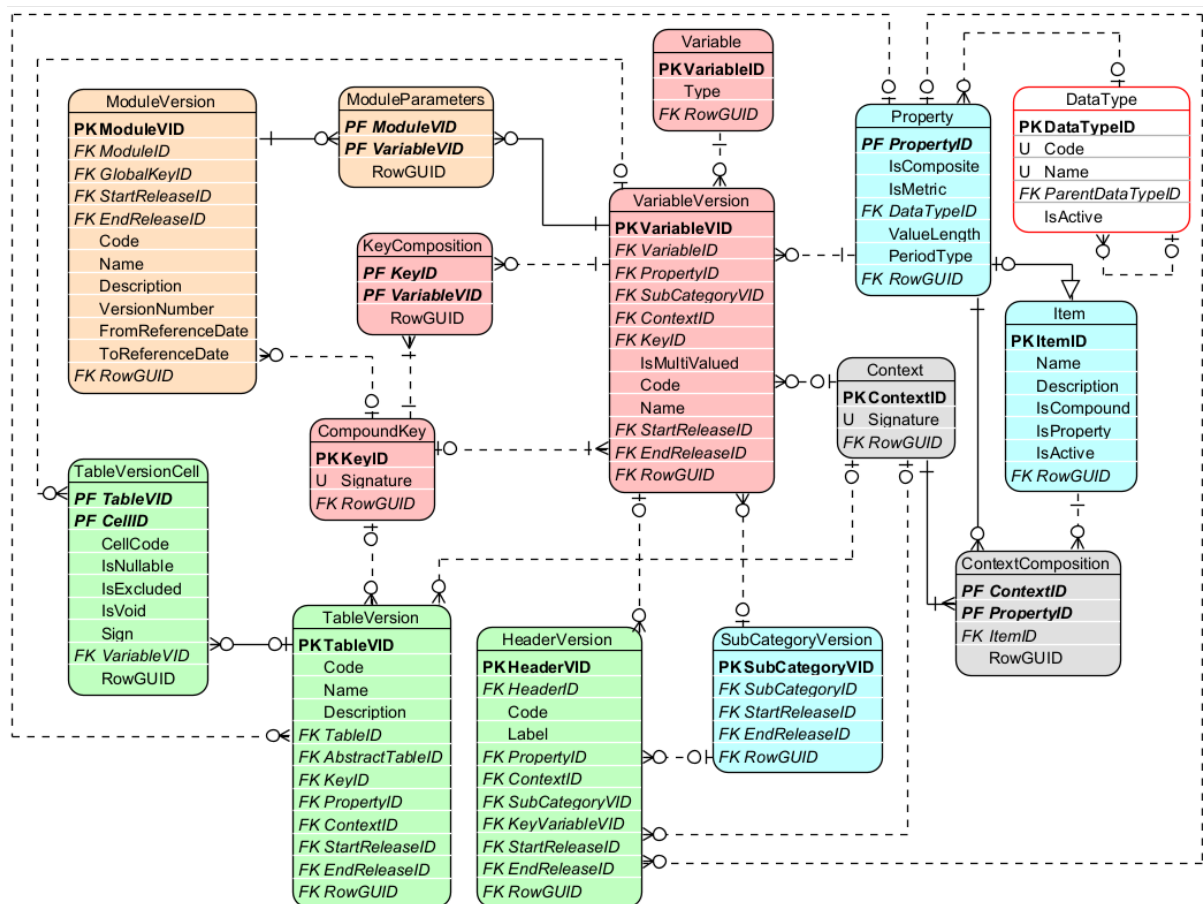 Variable
PK VariableID
Type
FK RowGUID
ModuleVersion
PK ModuleVID
FK ModuleID
FK GlobalKeyID
FK StartReleaseID
FK EndReleaseID
Code
Name
Description
VersionNumber
FromReferenceDate
ToReferenceDate
FK RowGUID
ModuleParameters
PF ModuleVID
PF VariableVID
RowGUID
Property
PF PropertyID
IsComposite
IsMetric
FK DataTypeID
ValueLength
PeriodType
FK RowGUID
DataType
PK DataTypeID
U Code
U Name
FK ParentDataTypeID
IsActive
VariableVersion
PK VariableVID
FK VariableID
FK PropertyID
FK SubCategoryVID
FK ContextID
FK KeyID
IsMultiValued
Code
Name
FK StartReleaseID
FK EndReleaseID
FK RowGUID
KeyComposition
PF KeyID
PF VariableVID
RowGUID
Item
PK ItemID
Name
Description
IsCompound
IsProperty
IsActive
FK RowGUID
Context
PK ContextID
U Signature
FK RowGUID
CompoundKey
PK KeyID
U Signature
FK RowGUID
TableVersionCell
PF TableVID
PF CellID
CellCode
IsNullable
IsExcluded
IsVoid
Sign
FK VariableVID
RowGUID
ContextComposition
PF ContextID
PF PropertyID
FK ItemID
RowGUID
TableVersion
PK TableVID
Code
Name
Description
FK TableID
FK AbstractTableID
FK KeyID
FK PropertyID
FK ContextID
FK StartReleaseID
FK EndReleaseID
FK RowGUID
HeaderVersion
PK HeaderVID
FK HeaderID
Code
Label
FK PropertyID
FK ContextID
FK SubCategoryVID
FK KeyVariableVID
FK StartReleaseID
FK EndReleaseID
FK RowGUID
SubCategoryVersion
PK SubCategoryVID
FK SubCategoryID
FK StartReleaseID
FK EndReleaseID
FK RowGUID